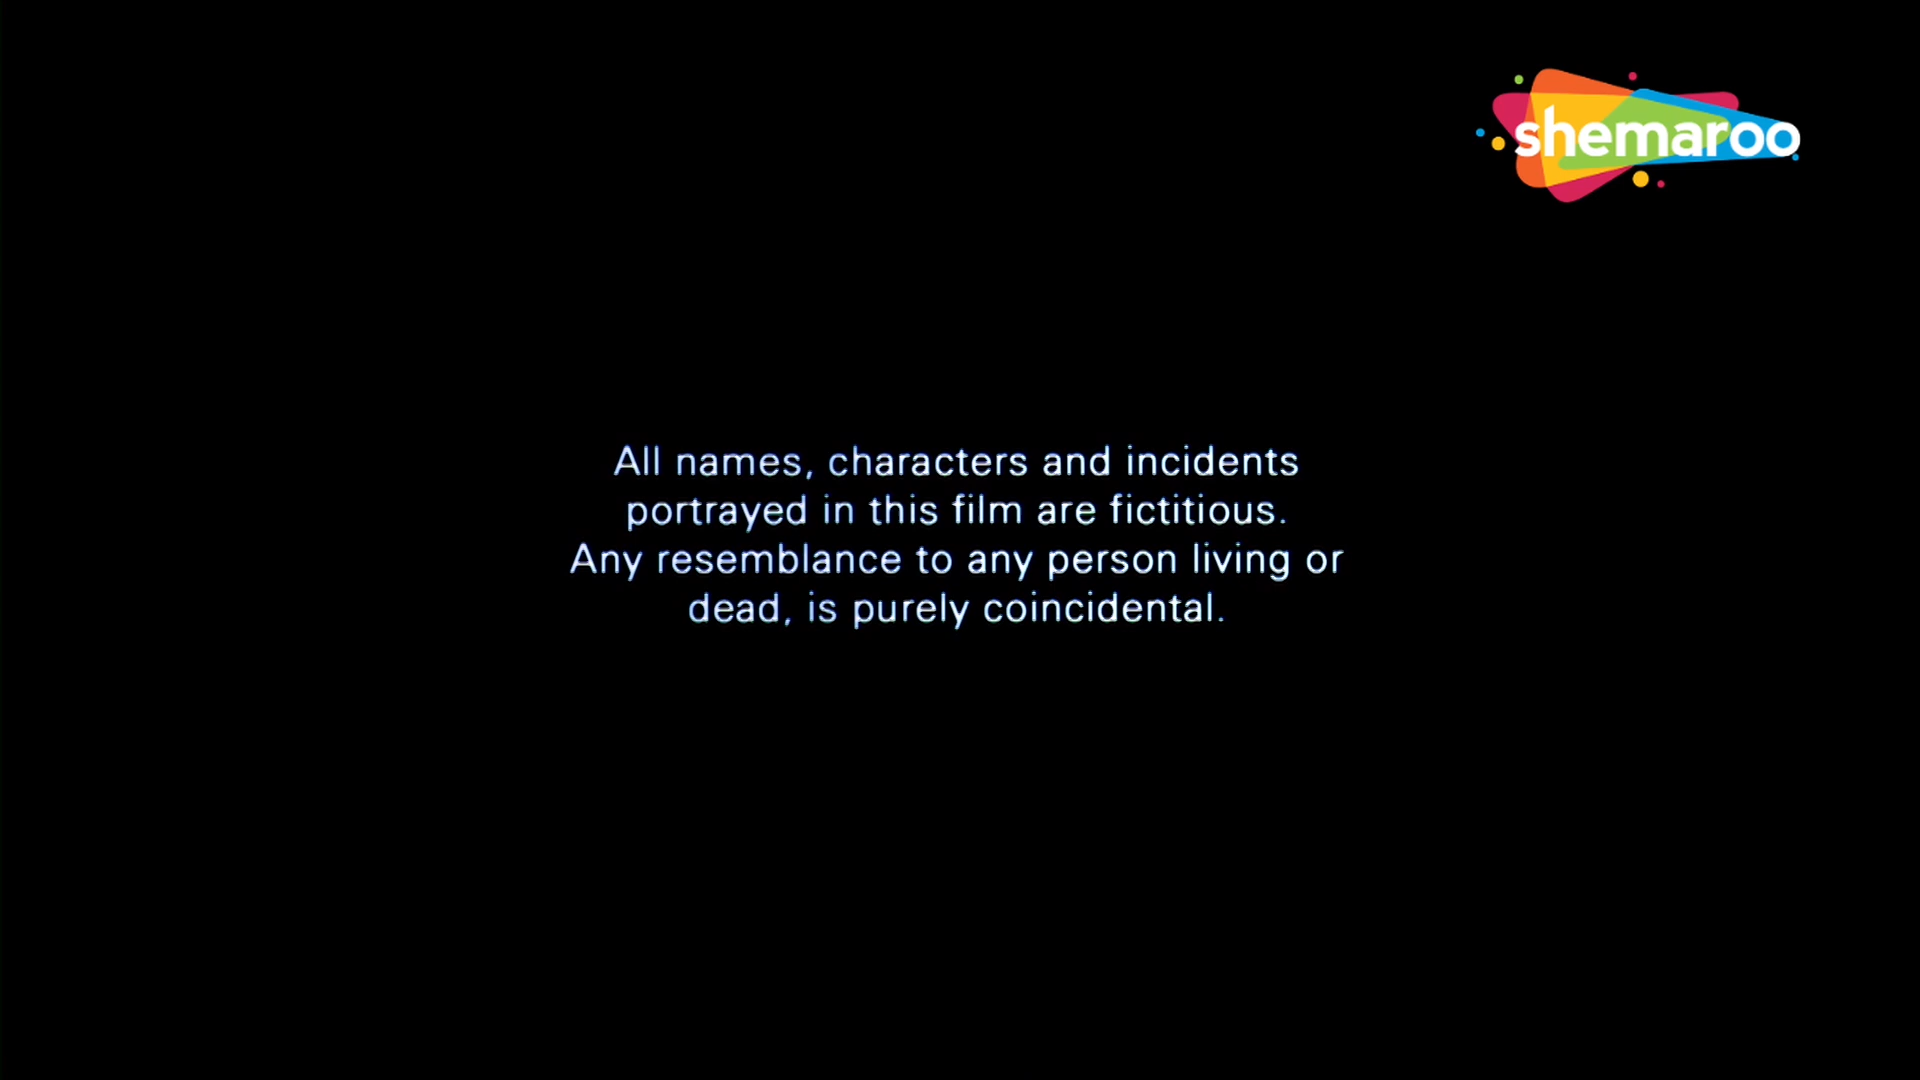 shemaroo
All names, characters and incidents
portrayed in this film are fictitious.
Any resemblance to any person living or
dead, is purely coincidental.